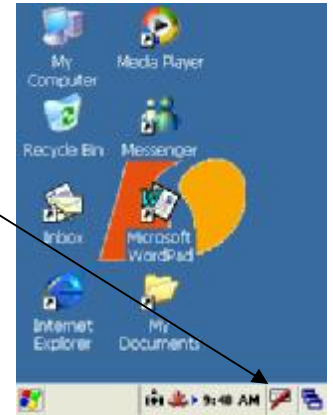 My Computer
Media Player
Recycle Bin
Messenger
Inbox
Microsoft WordPad
Internet Explorer
My Documents
9:48 AM